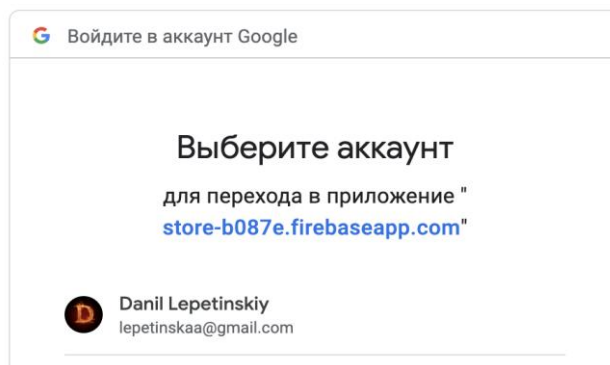 Войдите в аккаунт Google
Выберите аккаунт
для перехода в приложение "
store-b087e.firebaseapp.com"
Danil Lepetinskiy
lepetinskaa@gmail.com